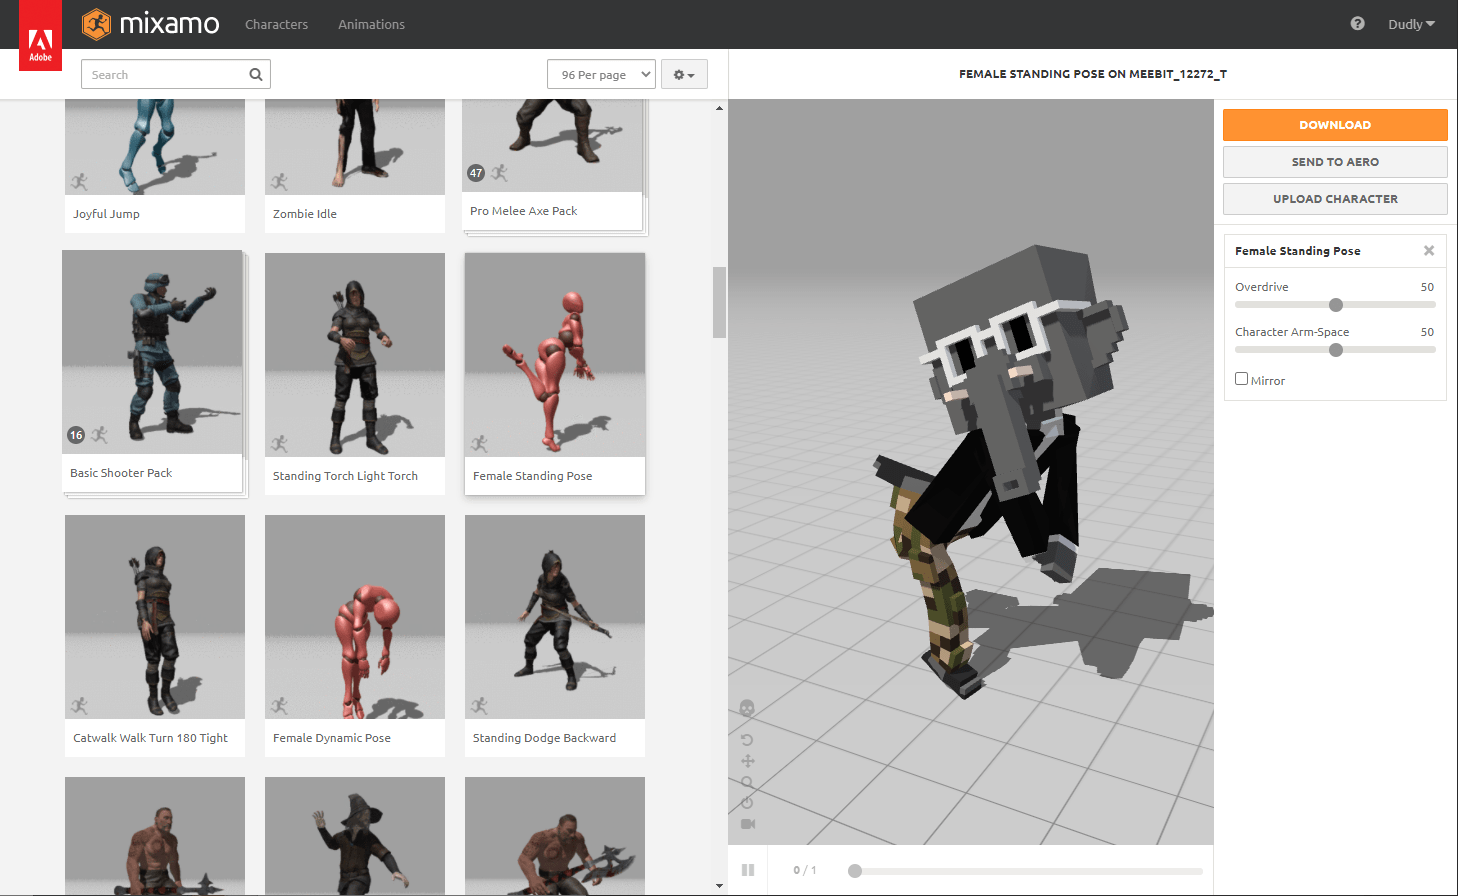 mixamo
Characters
Animations
Dudly
Adobe
Search
96 Per page
FEMALE STANDING POSE ON MEEBIT_12272_T
Joyful Jump
Zombie Idle
47
Pro Melee Axe Pack
16
Basic Shooter Pack
Standing Torch Light Torch
Female Standing Pose
Catwalk Walk Turn 180 Tight
Female Dynamic Pose
Standing Dodge Backward
0 / 1
DOWNLOAD
SEND TO AERO
UPLOAD CHARACTER
Female Standing Pose
Overdrive 50
Character Arm-Space 50
Mirror